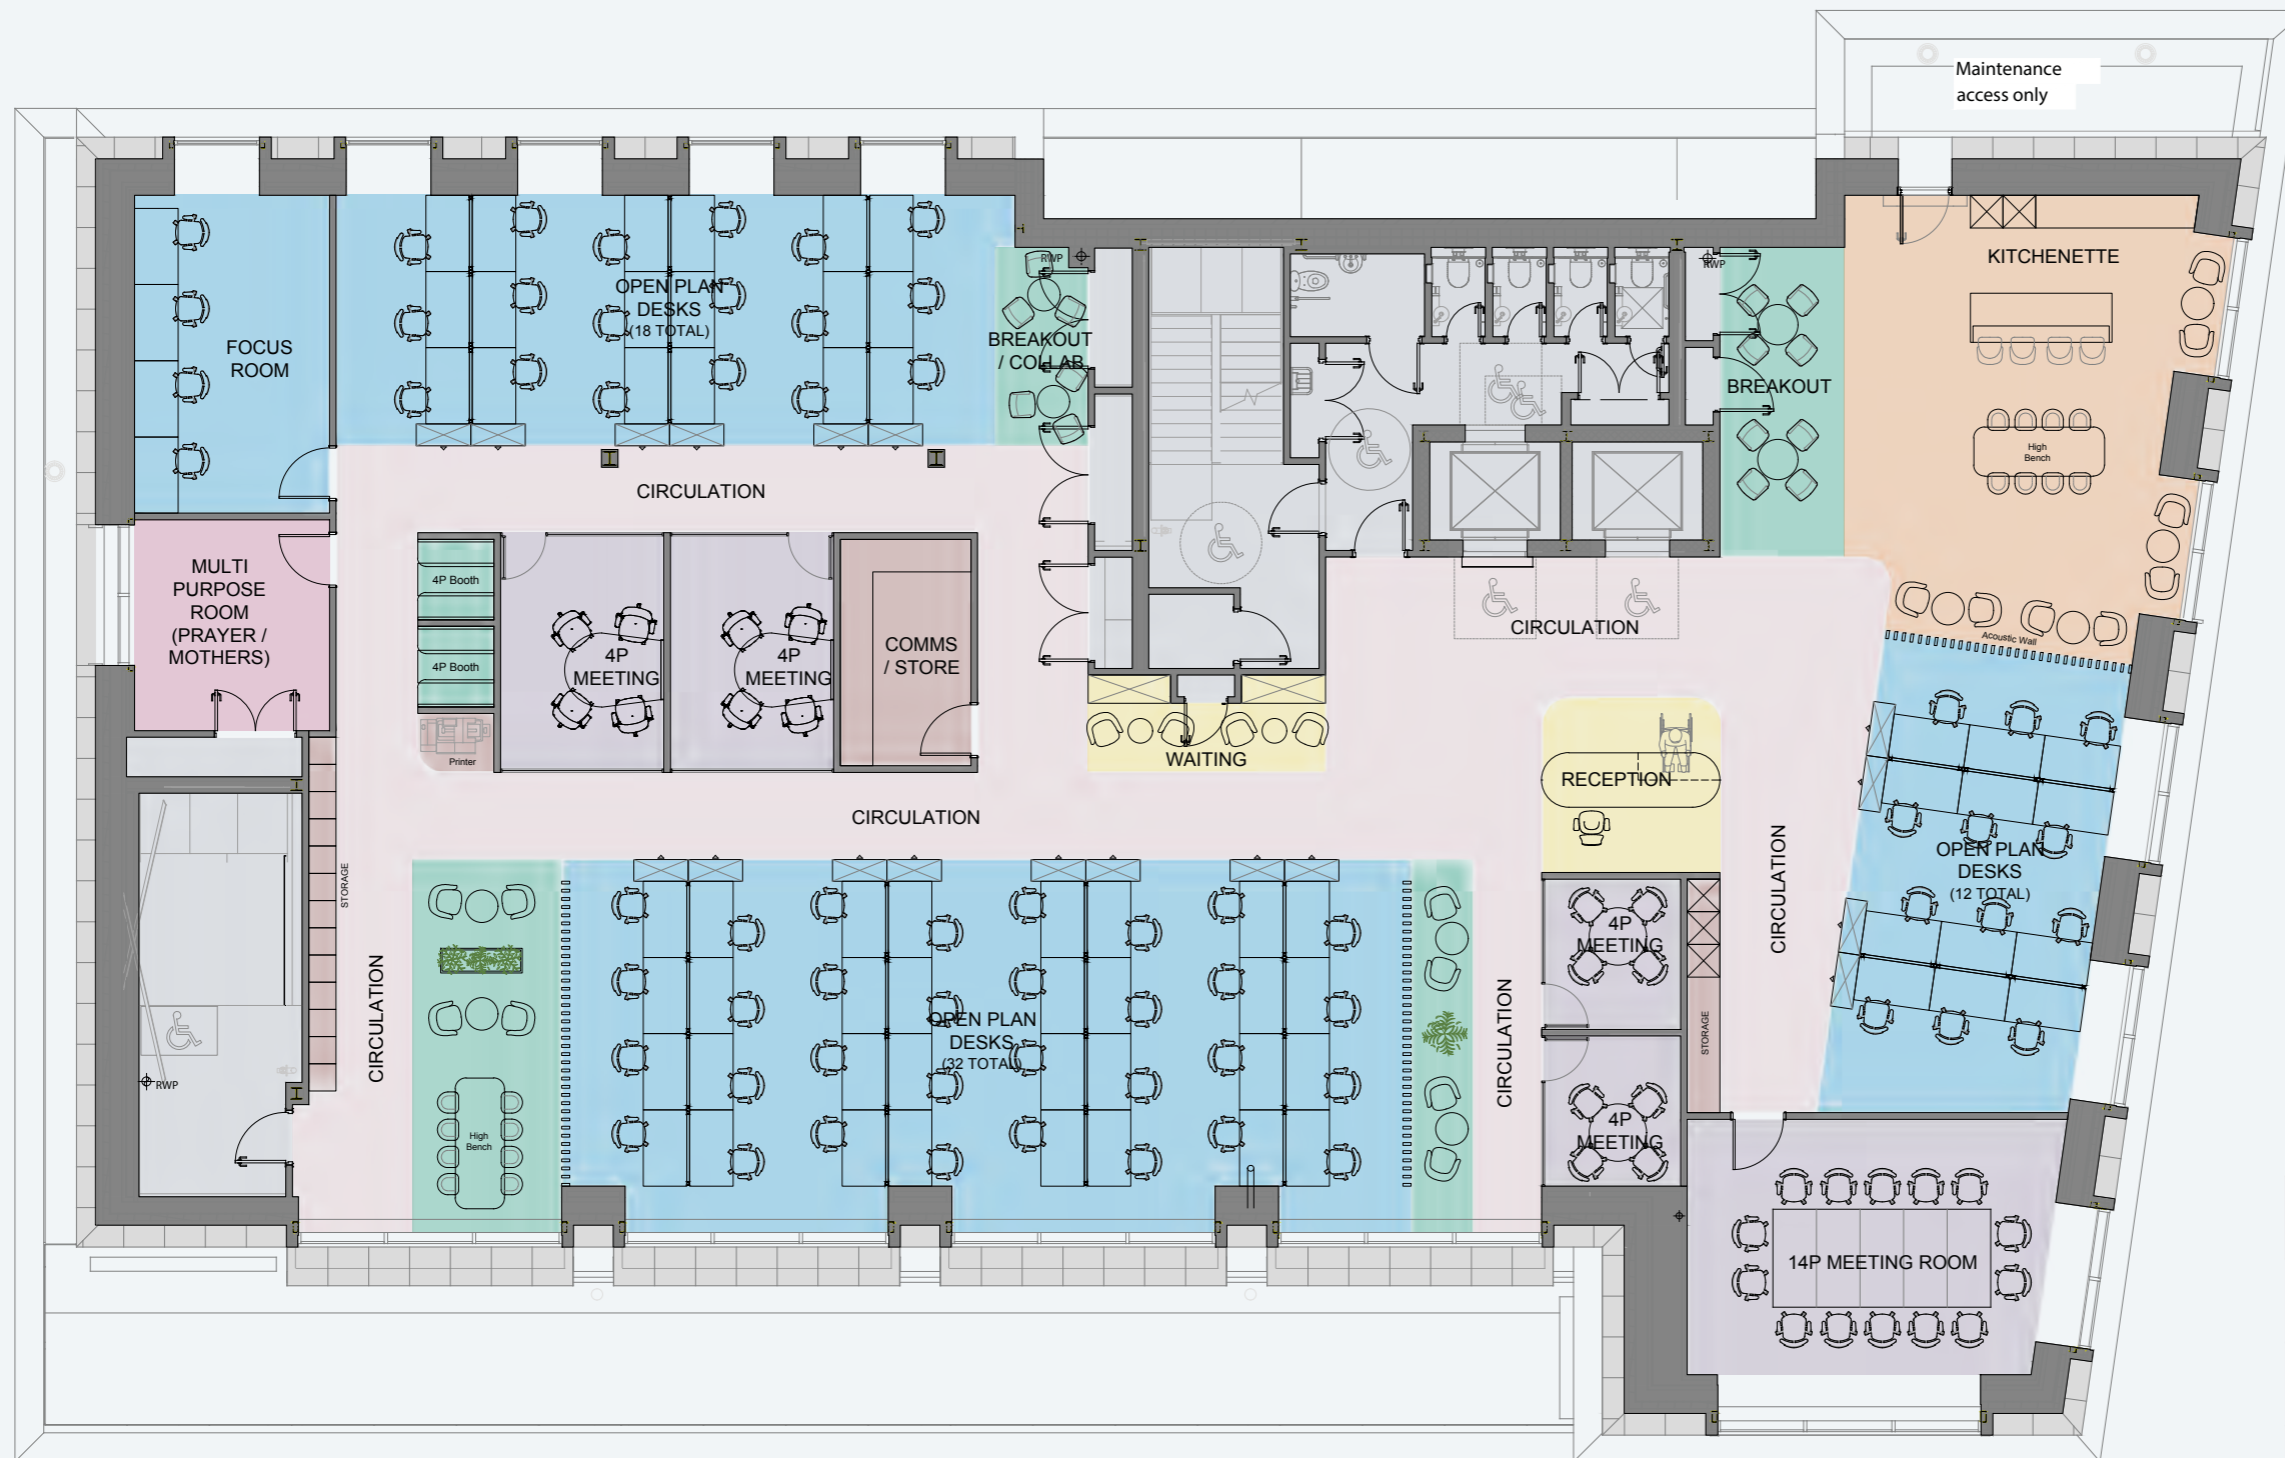 Maintenance
access only
KITCHENETTE
RWP
RWP
OPEN PLAN
DESKS
(18 TOTAL)
FOCUS
ROOM
BREAKOUT
/ COLLAB
BREAKOUT
High
Bench
CIRCULATION
MULTI
PURPOSE
ROOM
(PRAYER /
MOTHERS)
4P Booth
4P Booth
4P
MEETING
4P
MEETING
COMMS
/ STORE
CIRCULATION
Acoustic Wall
Printer
WAITING
RECEPTION
CIRCULATION
STORAGE
CIRCULATION
OPEN PLAN
DESKS
(12 TOTAL)
CIRCULATION
4P
MEETING
OPEN PLAN
DESKS
(32 TOTAL)
CIRCULATION
STORAGE
RWP
High
Bench
4P
MEETING
14P MEETING ROOM